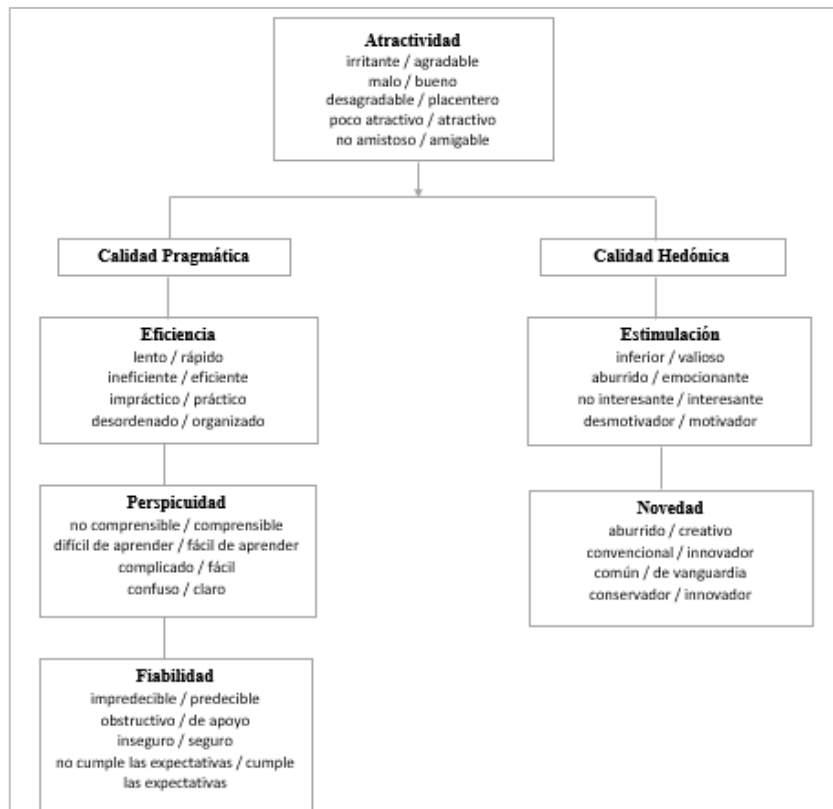 Atractividad
irritante / agradable
malo / bueno
desagradable / placentero
poco atractivo / atractivo
no amistoso / amigable
Calidad Pragmática
Calidad Hedónica
Eficiencia
lento / rápido
ineficiente / eficiente
impráctico / práctico
desordenado / organizado
Estimulación
inferior / valioso
aburrido / emocionante
no interesante / interesante
desmotivador / motivador
Perspicuidad
no comprensible / comprensible
difícil de aprender / fácil de aprender
complicado / fácil
confuso / claro
Novedad
aburrido / creativo
convencional / innovador
común / de vanguardia
conservador / innovador
Fiabilidad
impredecible / predecible
obstructivo / de apoyo
inseguro / seguro
no cumple las expectativas / cumple
las expectativas